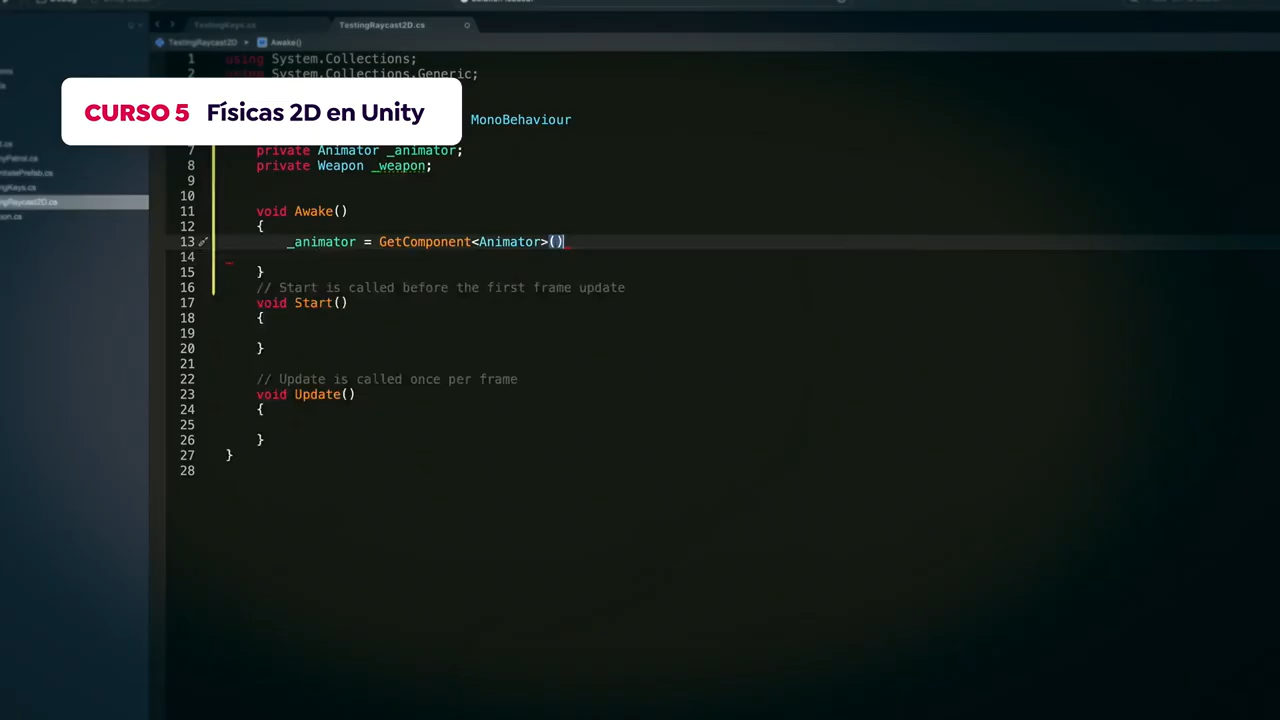 TestingKeys.cs
TestingRaycast2D.cs
TestingRaycast2D
Awake()
1 using System.Collections;
2 using System.Collections.Generic;
CURSO 5 Físicas 2D en Unity
MonoBehaviour
7 private Animator _animator;
8 private Weapon _weapon;
9
10
11 void Awake()
12 {
13 _animator = GetComponent<Animator>()
14
15 }
16 // Start is called before the first frame update
17 void Start()
18 {
19
20 }
21
22 // Update is called once per frame
23 void Update()
24 {
25
26 }
27 }
28